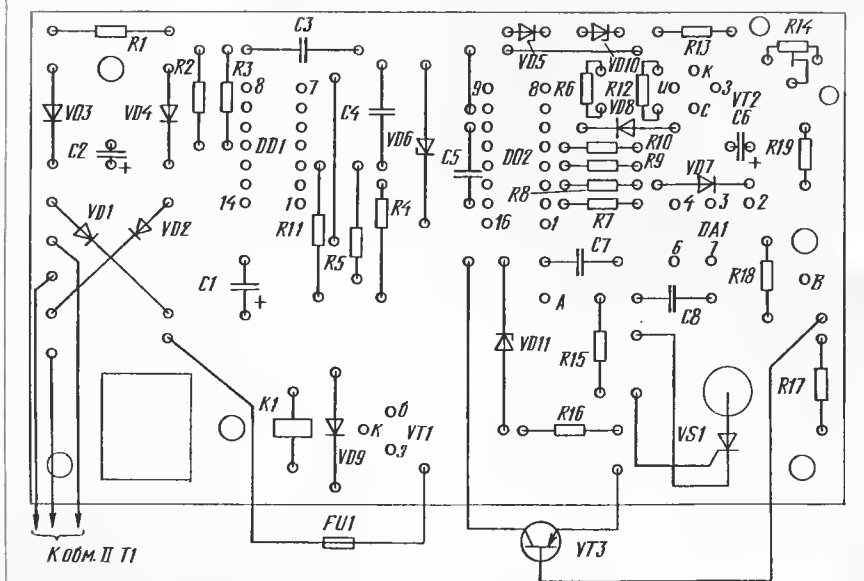 R1
C3
VD5
VD10
R13
R14
R2
R3
8
7
9
8
R6
R12
И
К
З
С
VT2
VD3
VD4
C4
VD6
VD8
C6
+
R19
C2
+
DD1
C5
DD2
R10
R9
VD7
R8
14
1
16
1
R7
4
3
2
DA1
VD1
VD2
R11
R5
R4
C7
6
7
R18
В
C1
+
А
C8
VD11
R15
R17
K1
VD9
К
б
э
VT1
R16
VS1
FU1
VT3
К обм. II T1